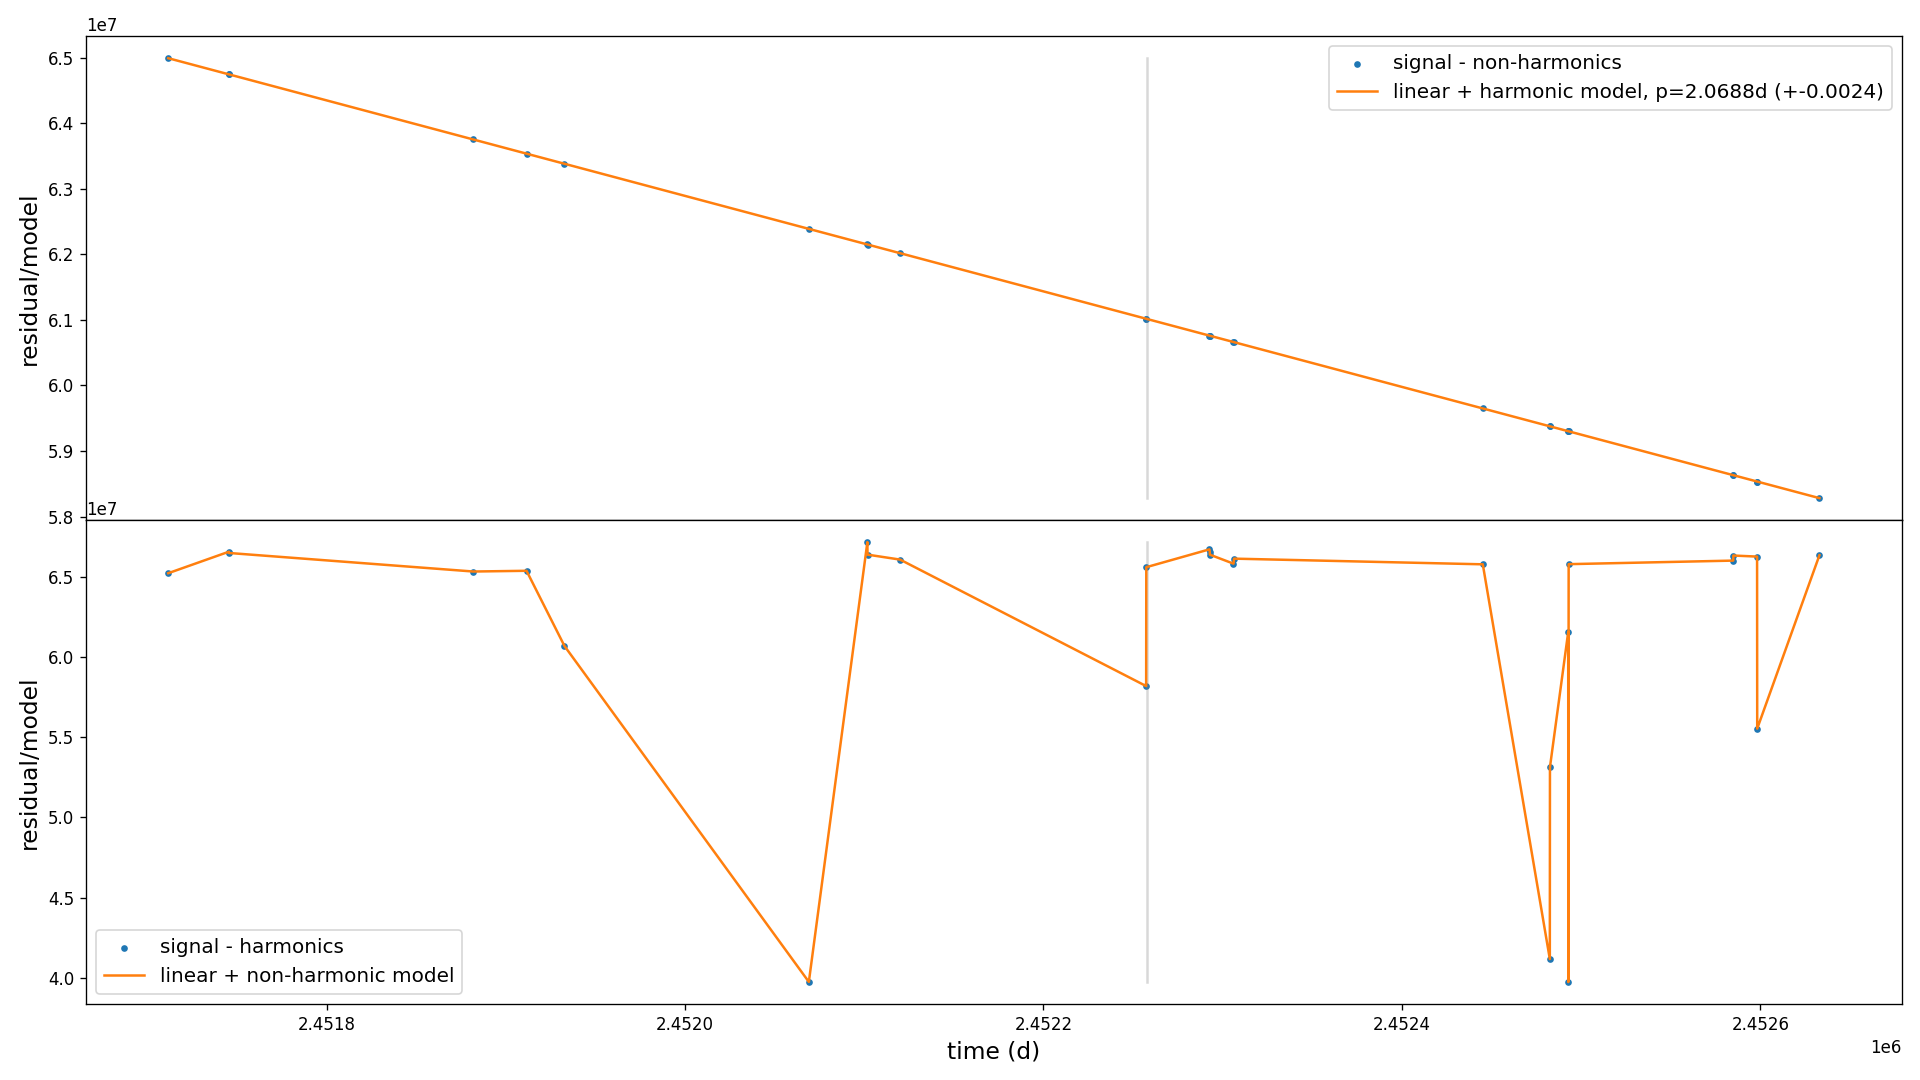 1e7
6.5
6.4
6.3
6.2
6.1
6.0
5.9
5.8
residual/model
signal - non-harmonics
linear + harmonic model, p=2.0688d (+-0.0024)
1e7
6.5
6.0
5.5
5.0
4.5
4.0
residual/model
signal - harmonics
linear + non-harmonic model
2.4518
2.4520
2.4522
2.4524
2.4526
time (d)
1e6